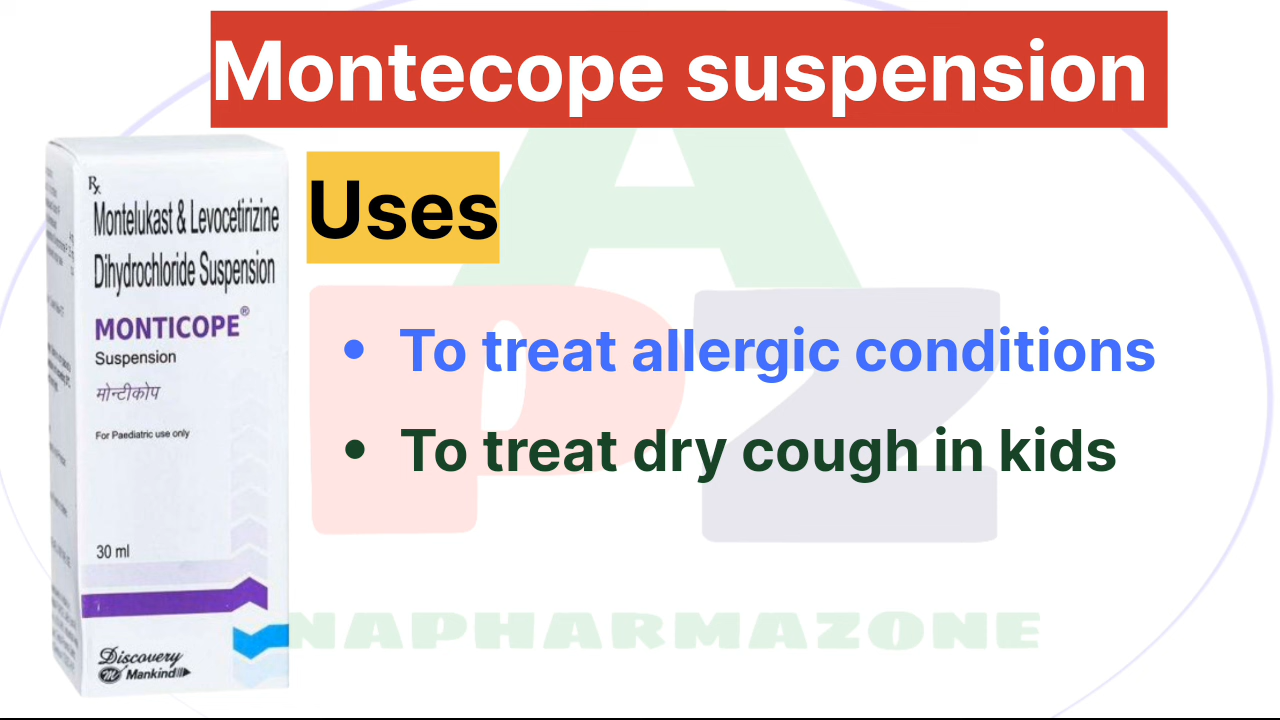 Montecope suspension
Uses
To treat allergic conditions
To treat dry cough in kids
Rx
Montelukast & Levocetirizine
Dihydrochloride Suspension
MONTICOPE®
Suspension
मोन्टीकोप
For Paediatric use only
30 ml
Discovery
Mankind
APZ
NAPHARMAZONE